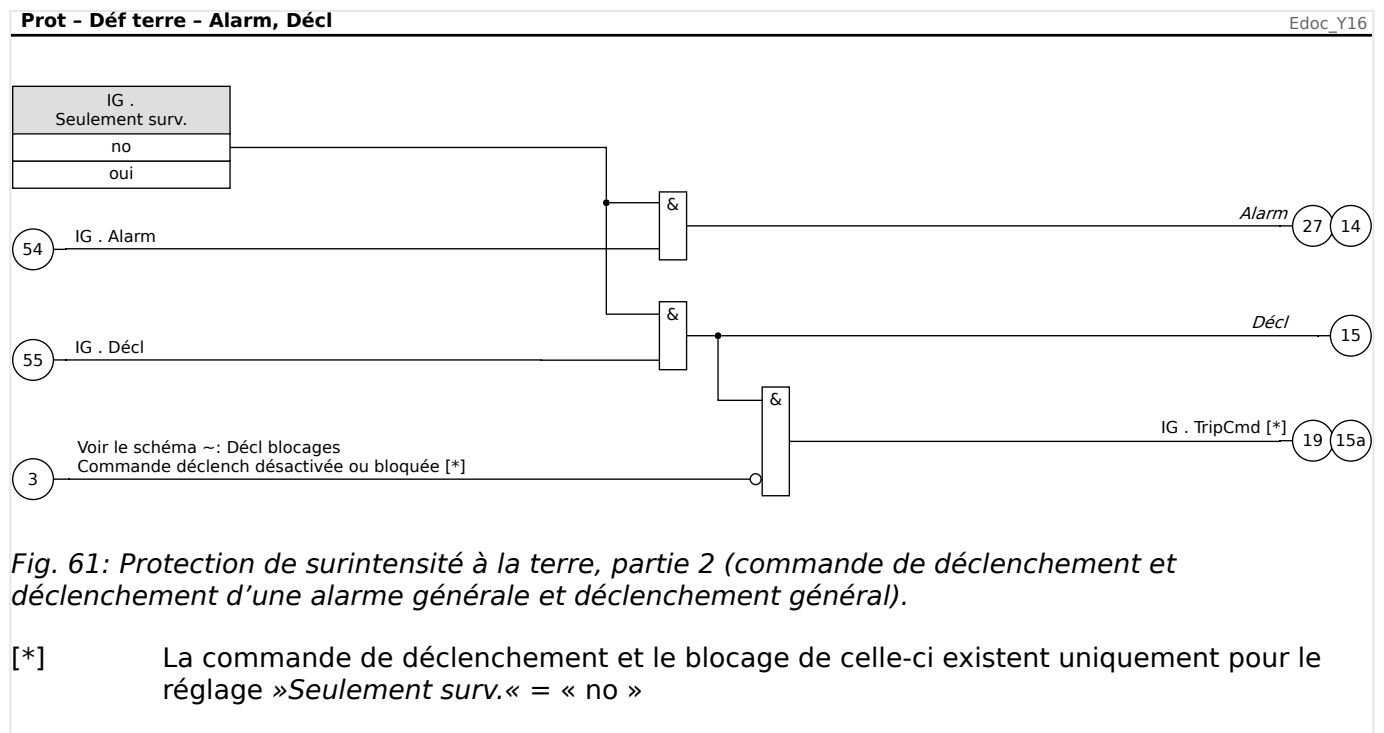 Prot – Déf terre – Alarm, Décl
Edoc_Y16
IG .
Seulement surv.
no
oui
&
Alarm
27
14
54
IG . Alarm
&
Décl
15
55
IG . Décl
&
IG . TripCmd [*]
19
15a
Voir le schéma ~: Décl blocages
Commande déclench désactivée ou bloquée [*]
3
Fig. 61: Protection de surintensité à la terre, partie 2 (commande de déclenchement et
déclenchement d’une alarme générale et déclenchement général).
[*] La commande de déclenchement et le blocage de celle-ci existent uniquement pour le
réglage »Seulement surv.« = « no »